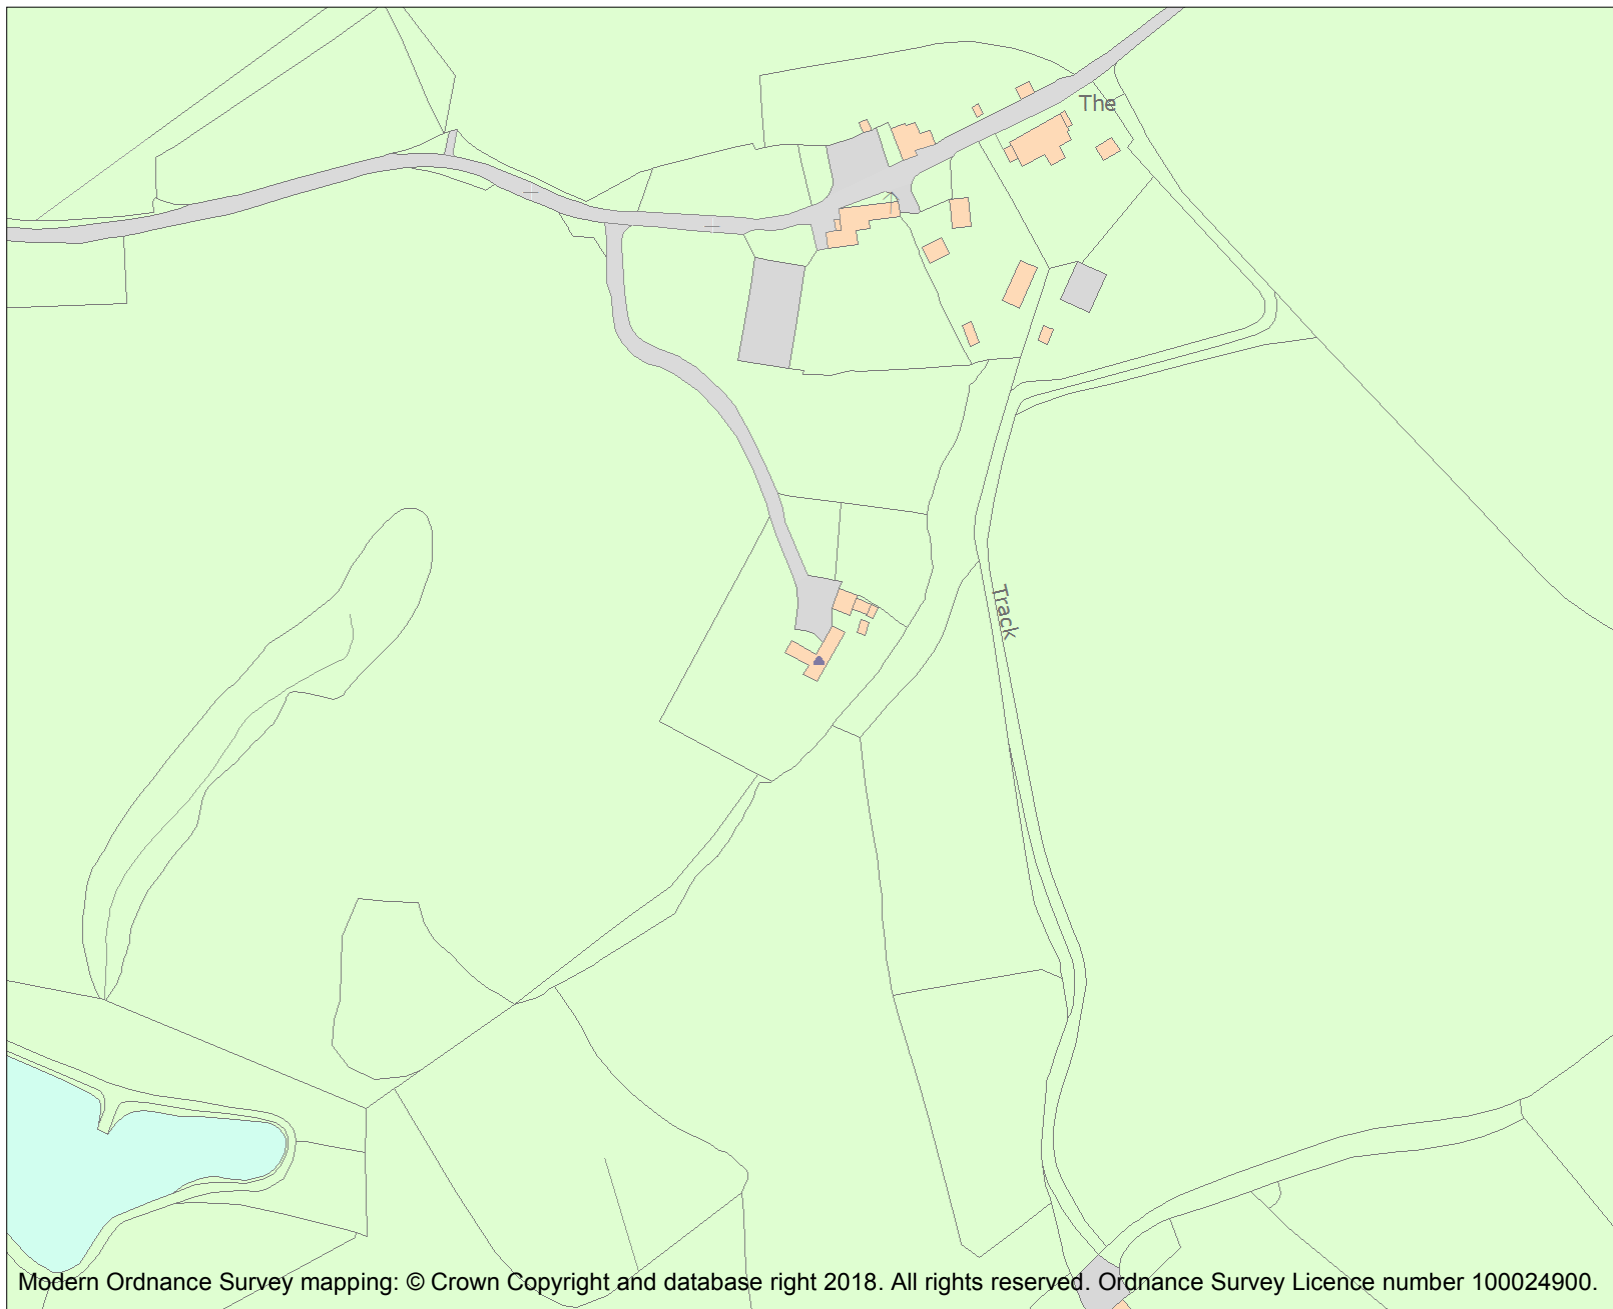 The
Track
Modern Ordnance Survey mapping: © Crown Copyright and database right 2018. All rights reserved. Ordnance Survey Licence number 100024900.